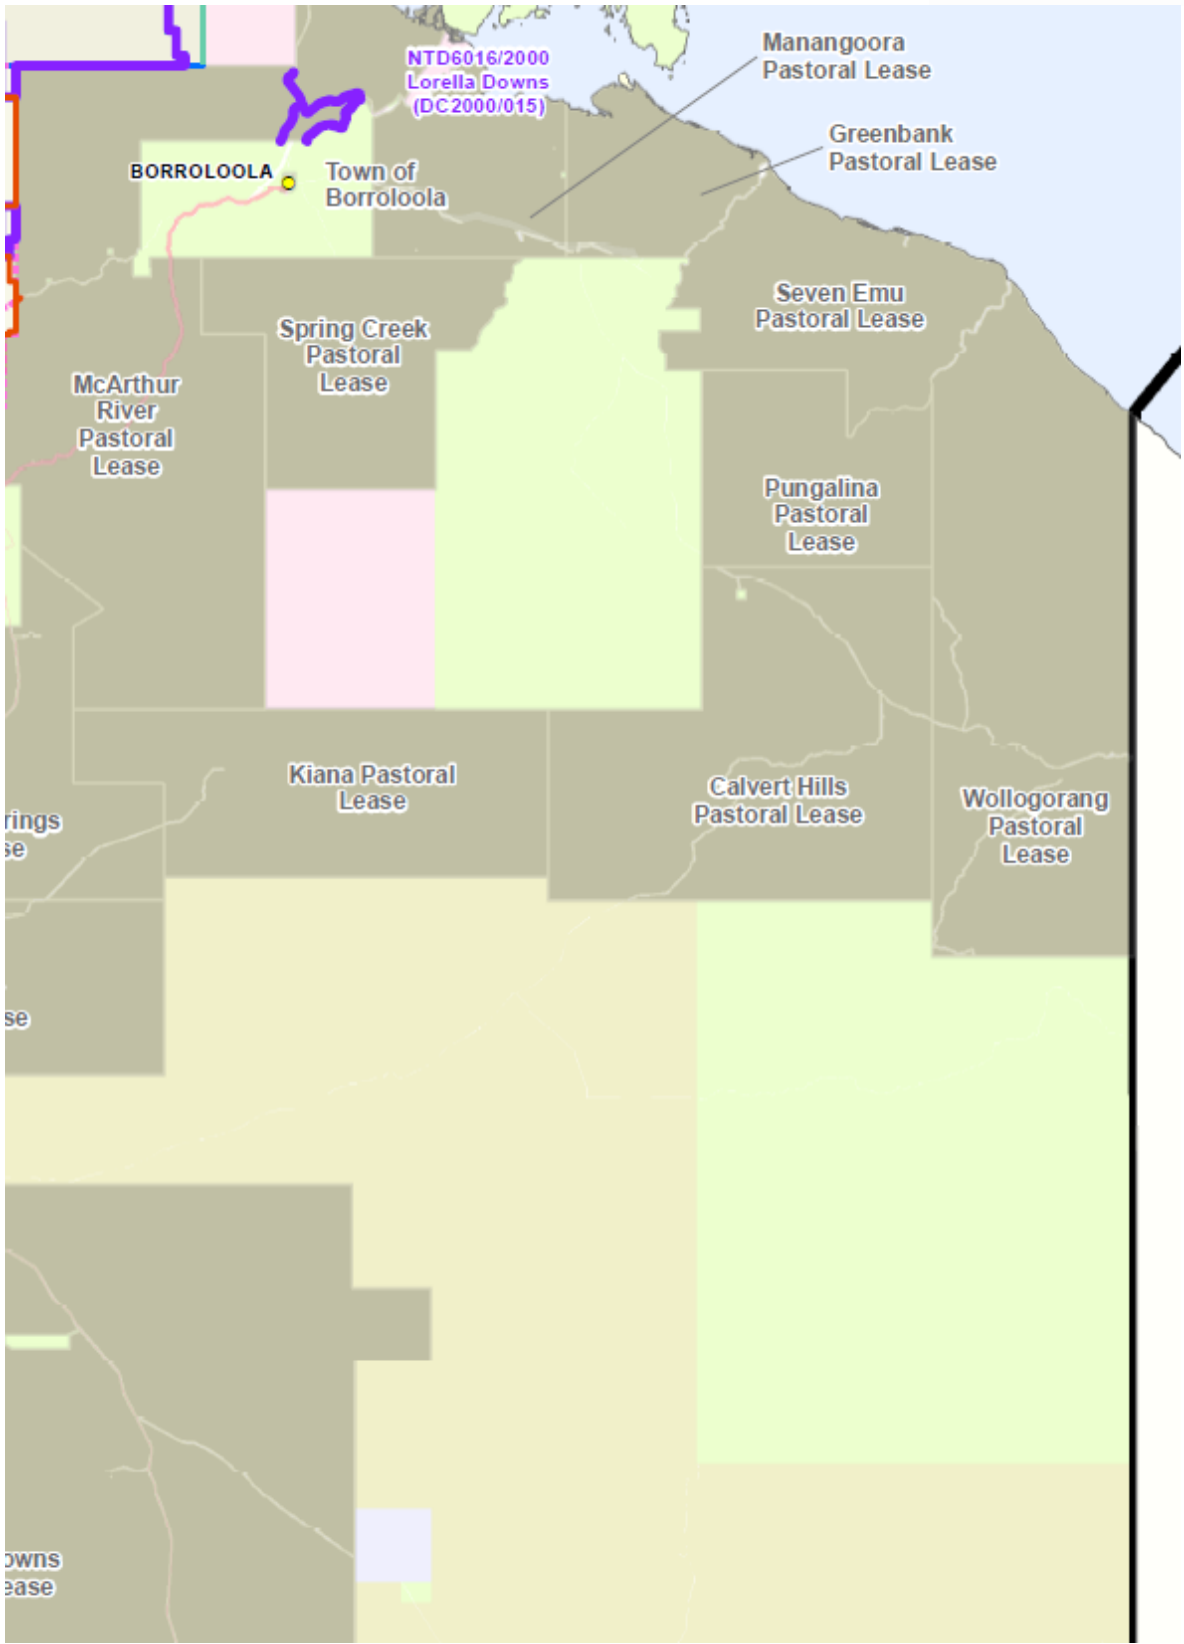 NTD6016/2000
Lorella Downs
(DC2000/015)
Manangoora
Pastoral Lease
Greenbank
Pastoral Lease
BORROLOOLA
Town of
Borroloola
Seven Emu
Pastoral Lease
Spring Creek
Pastoral
Lease
McArthur
River
Pastoral
Lease
Pungalina
Pastoral
Lease
Kiana Pastoral
Lease
Calvert Hills
Pastoral Lease
Wollogorang
Pastoral
Lease
rings
se
se
owns
ease